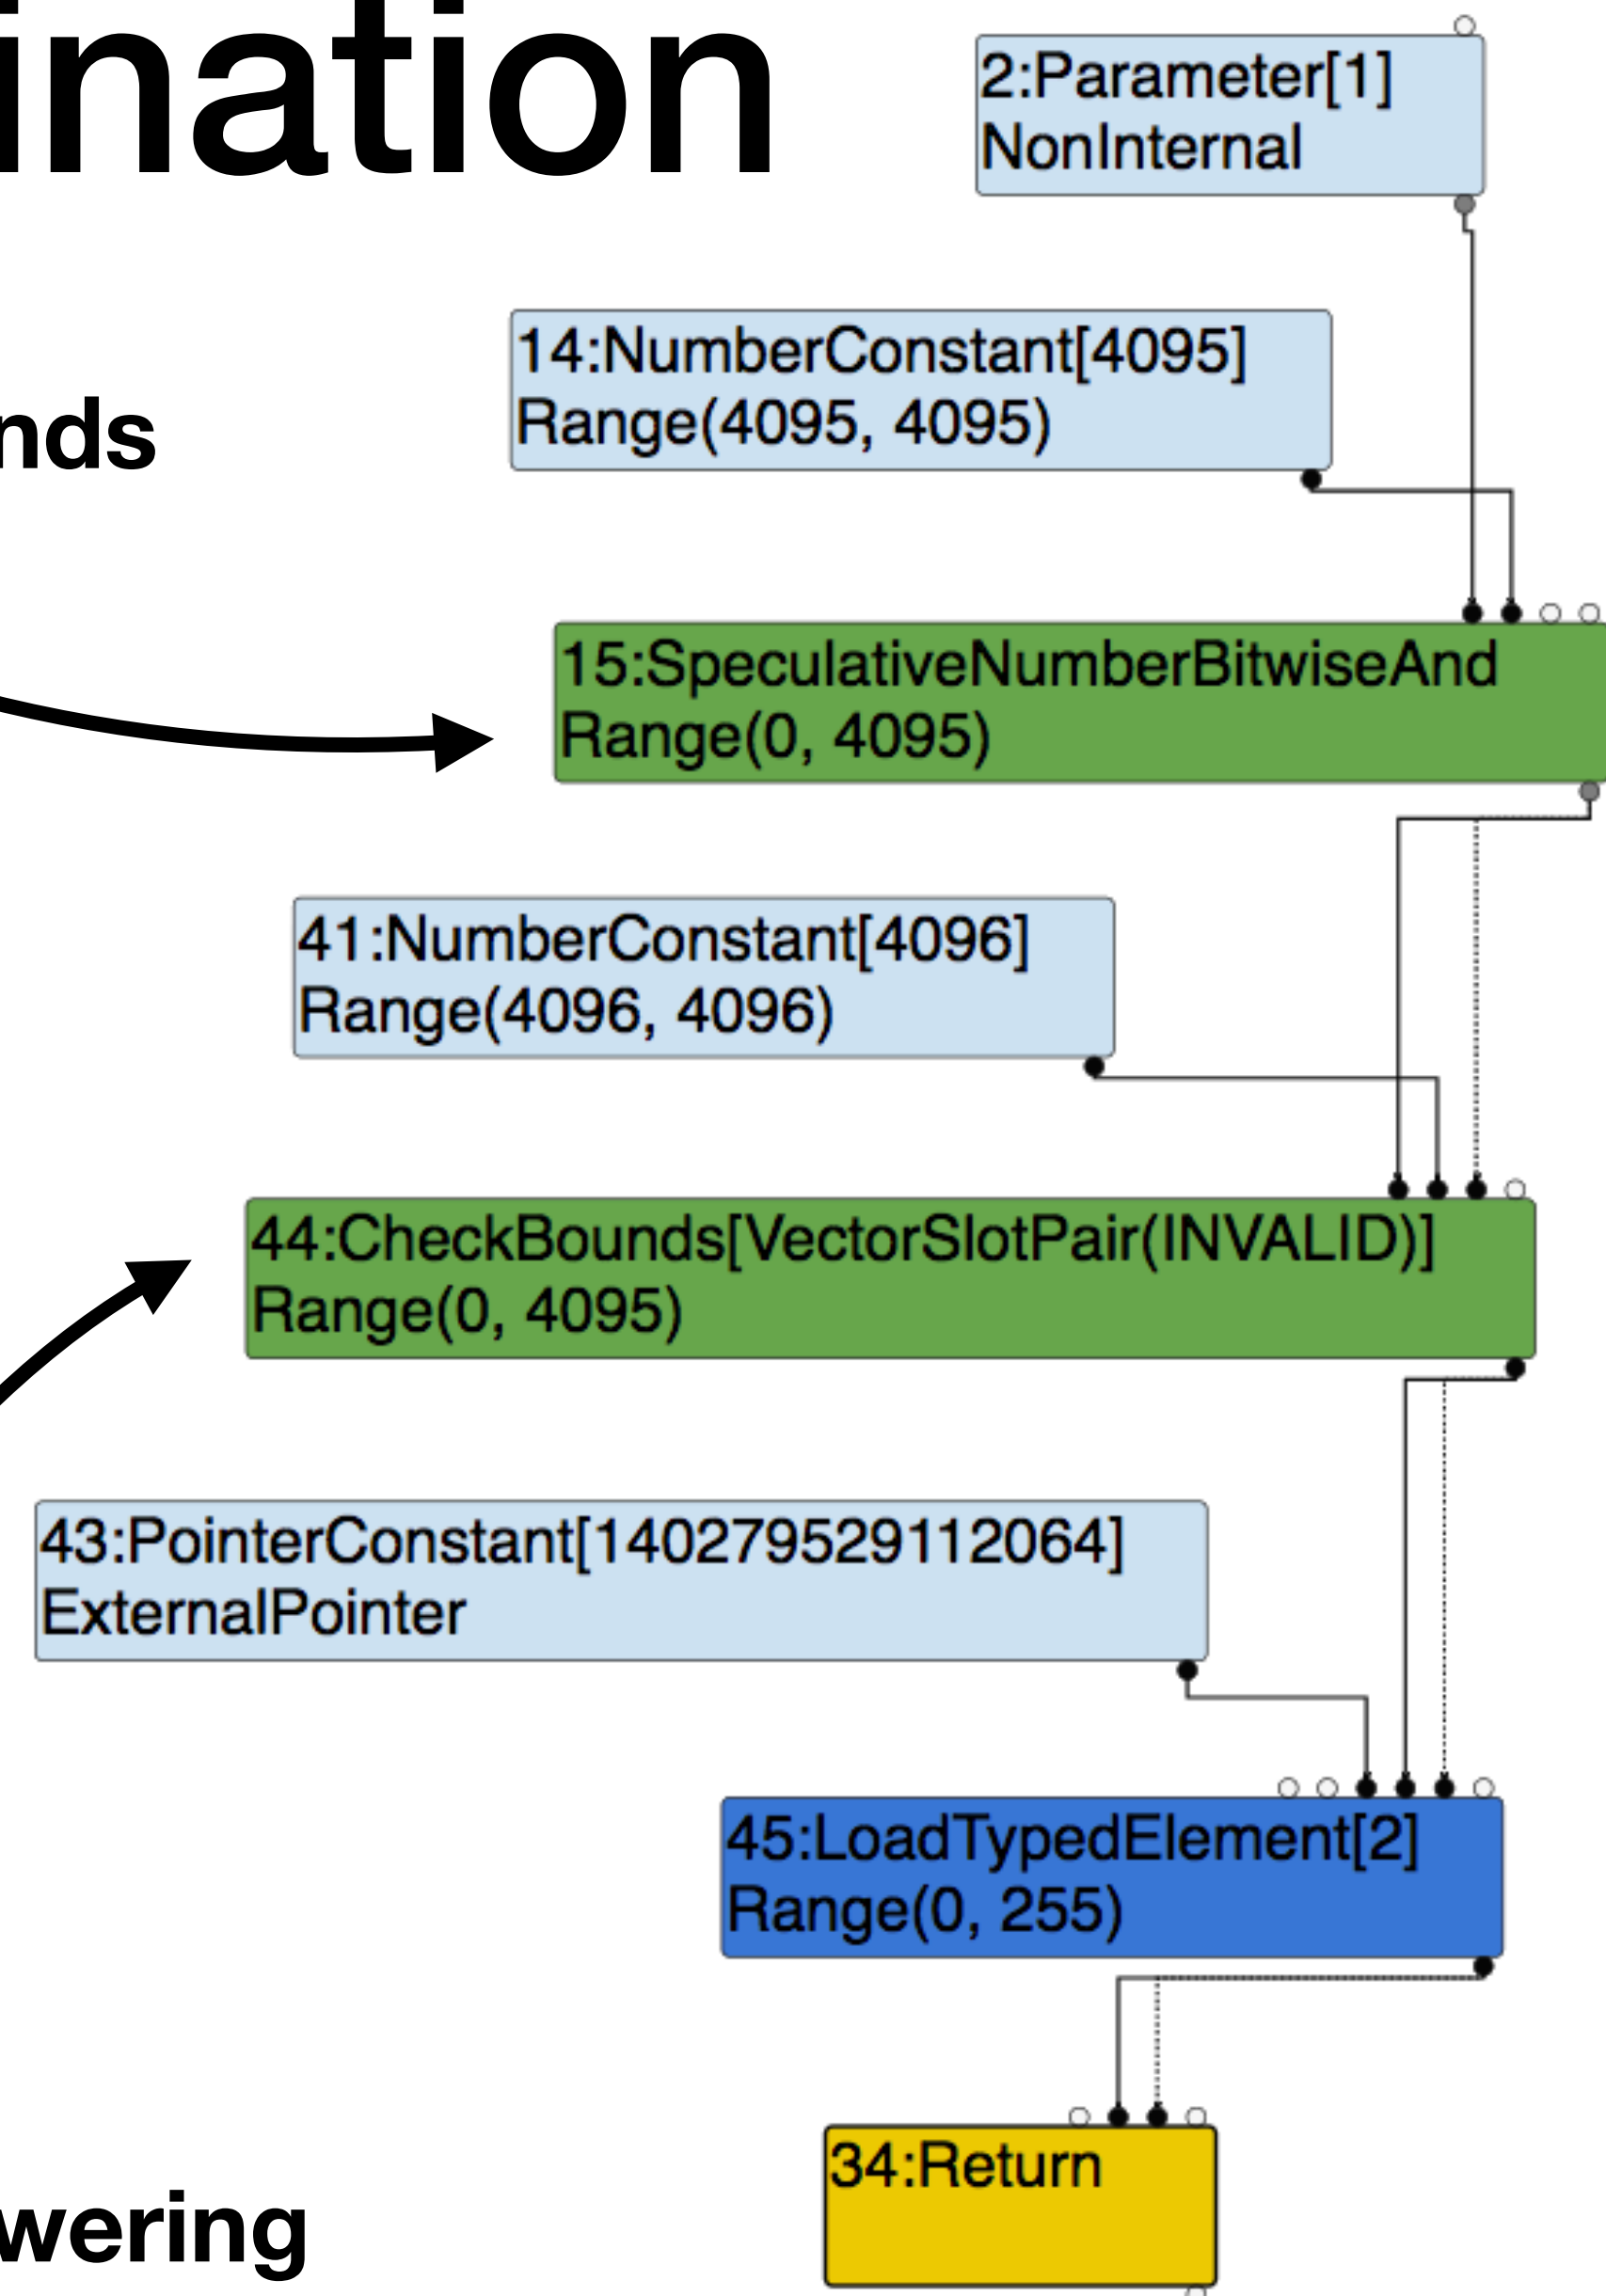 ination
2:Parameter[1]
NonInternal
14:NumberConstant[4095]
Range(4095, 4095)
nds
15:SpeculativeNumberBitwiseAnd
Range(0, 4095)
41:NumberConstant[4096]
Range(4096, 4096)
44:CheckBounds[VectorSlotPair(INVALID)]
Range(0, 4095)
43:PointerConstant[140279529112064]
ExternalPointer
45:LoadTypedElement[2]
Range(0, 255)
34:Return
wering